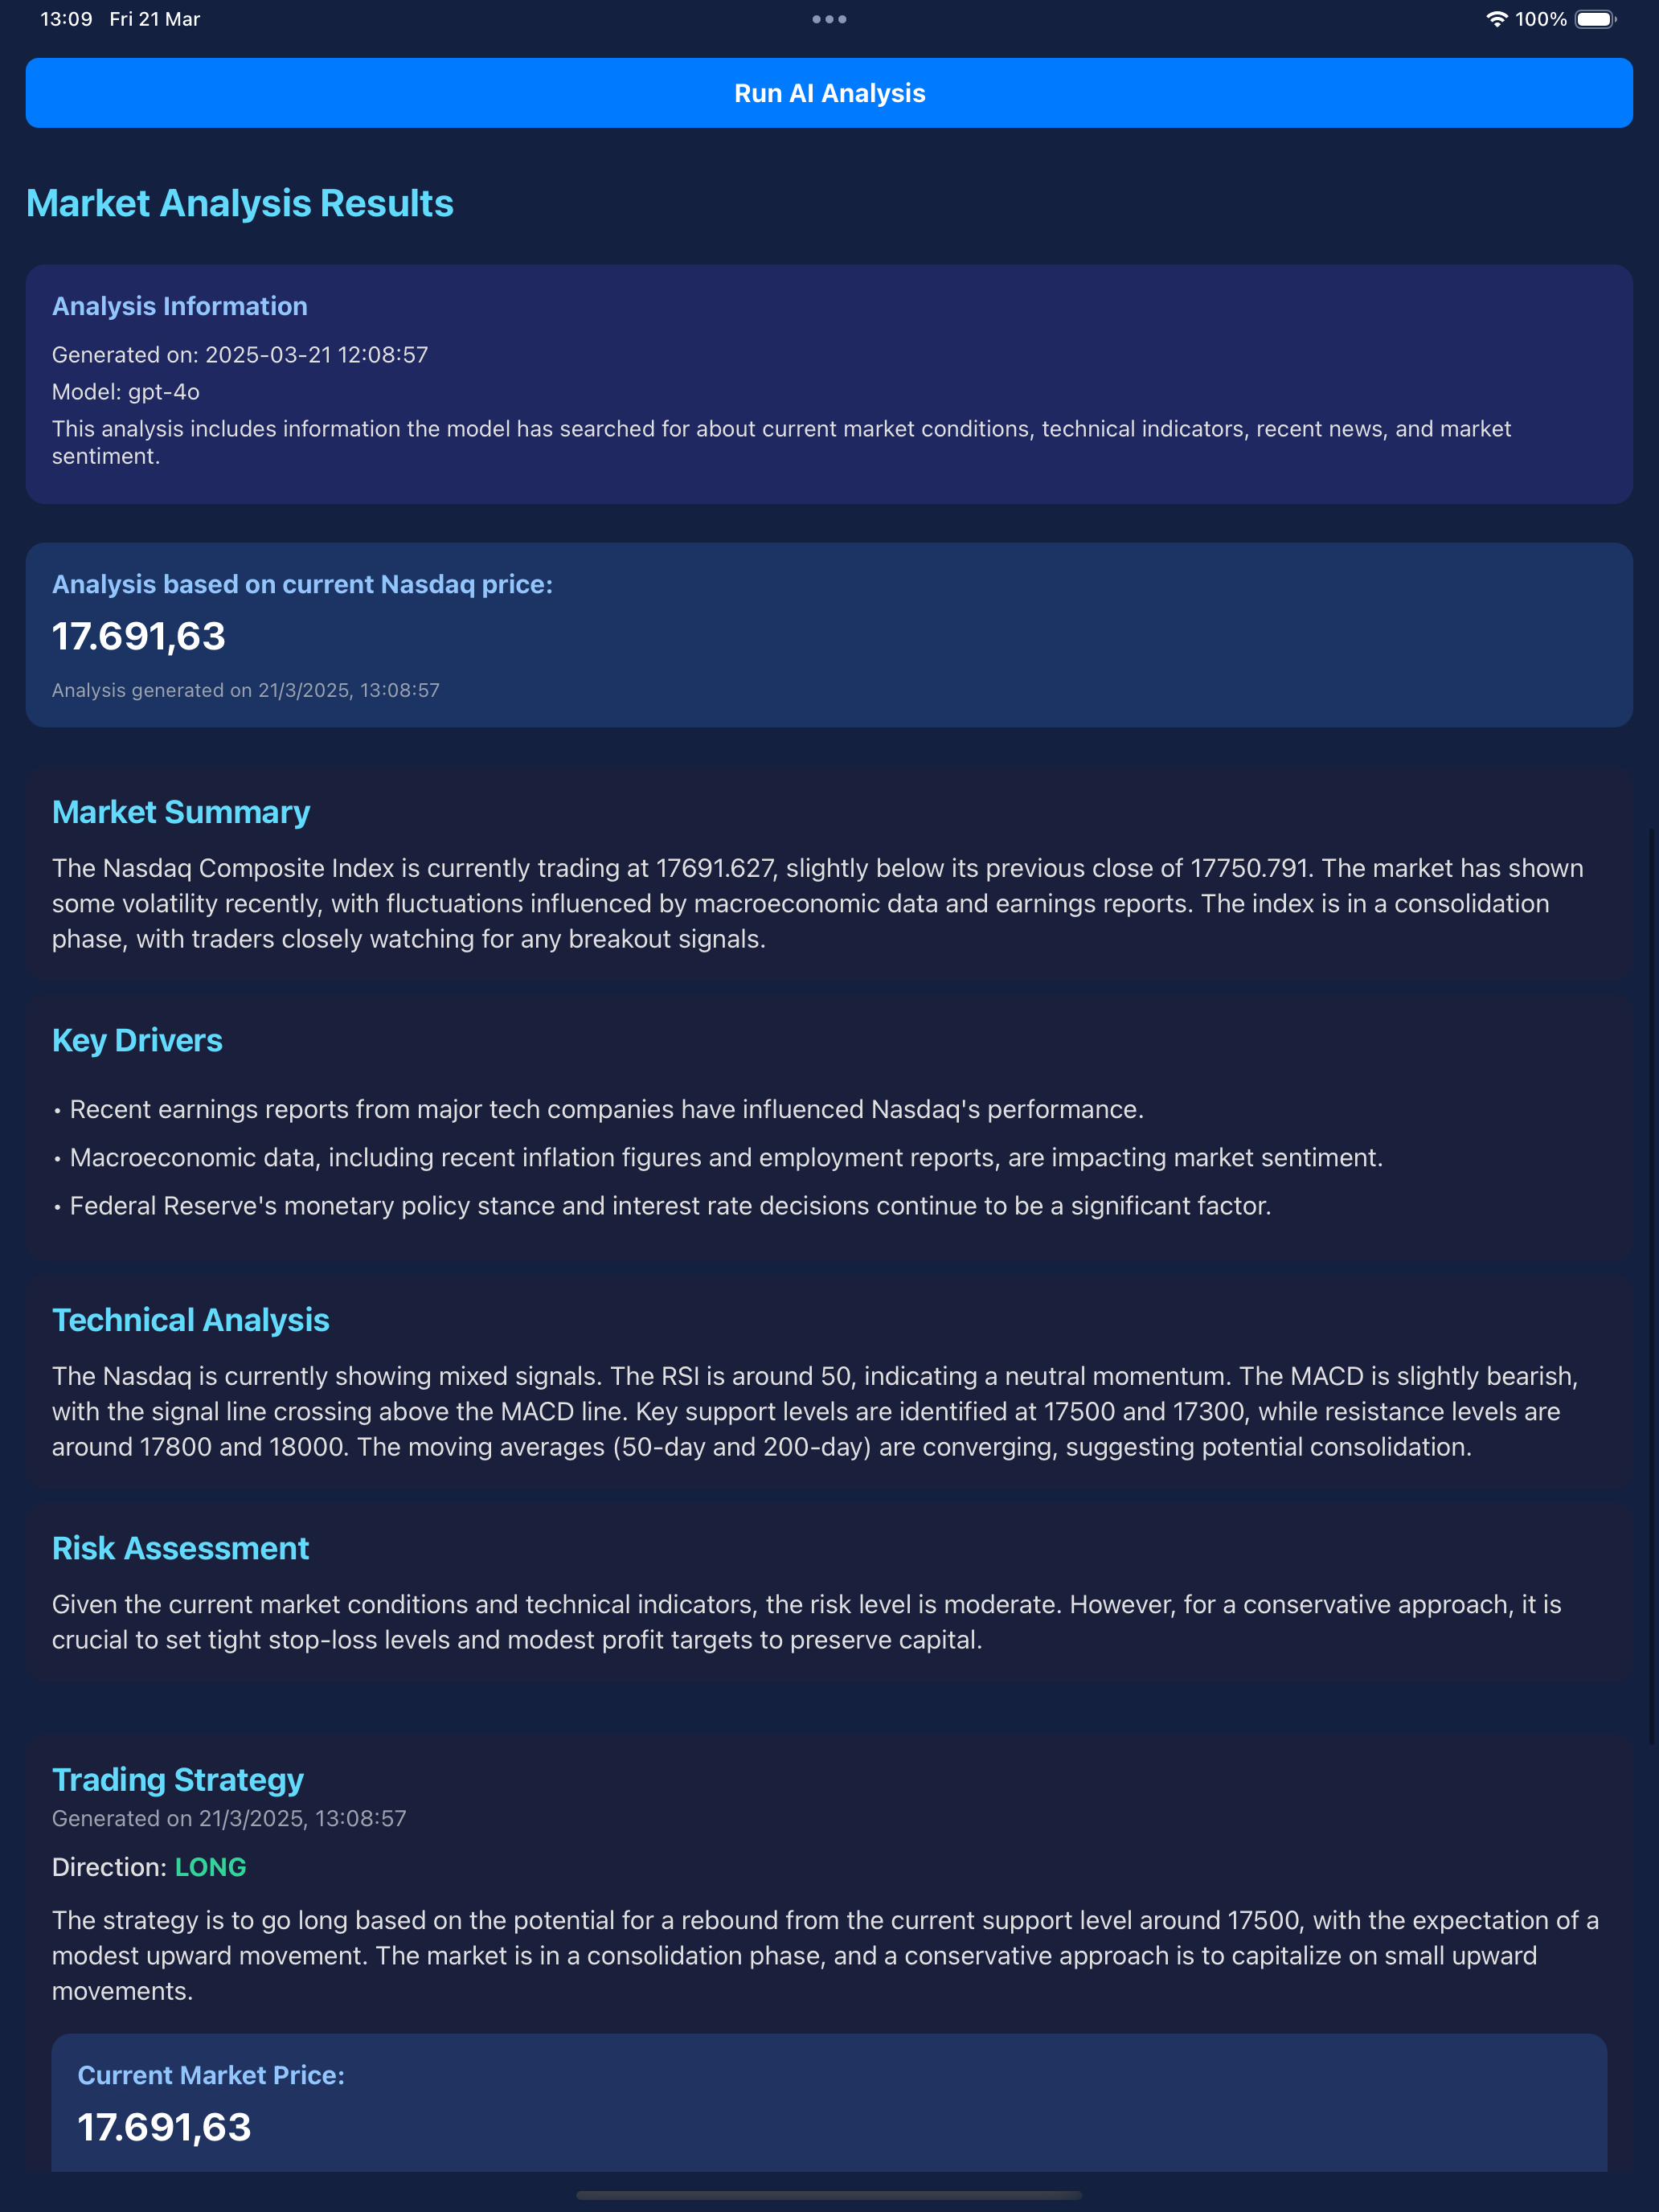 13:09 Fri 21 Mar
100%
Run AI Analysis
Market Analysis Results
Analysis Information
Generated on: 2025-03-21 12:08:57
Model: gpt-4o
This analysis includes information the model has searched for about current market conditions, technical indicators, recent news, and market
sentiment.
Analysis based on current Nasdaq price:
17.691,63
Analysis generated on 21/3/2025, 13:08:57
Market Summary
The Nasdaq Composite Index is currently trading at 17691.627, slightly below its previous close of 17750.791. The market has shown
some volatility recently, with fluctuations influenced by macroeconomic data and earnings reports. The index is in a consolidation
phase, with traders closely watching for any breakout signals.
Key Drivers
• Recent earnings reports from major tech companies have influenced Nasdaq's performance.
• Macroeconomic data, including recent inflation figures and employment reports, are impacting market sentiment.
• Federal Reserve's monetary policy stance and interest rate decisions continue to be a significant factor.
Technical Analysis
The Nasdaq is currently showing mixed signals. The RSI is around 50, indicating a neutral momentum. The MACD is slightly bearish,
with the signal line crossing above the MACD line. Key support levels are identified at 17500 and 17300, while resistance levels are
around 17800 and 18000. The moving averages (50-day and 200-day) are converging, suggesting potential consolidation.
Risk Assessment
Given the current market conditions and technical indicators, the risk level is moderate. However, for a conservative approach, it is
crucial to set tight stop-loss levels and modest profit targets to preserve capital.
Trading Strategy
Generated on 21/3/2025, 13:08:57
Direction: LONG
The strategy is to go long based on the potential for a rebound from the current support level around 17500, with the expectation of a
modest upward movement. The market is in a consolidation phase, and a conservative approach is to capitalize on small upward
movements.
Current Market Price:
17.691,63